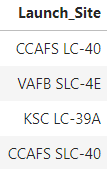 Launch_Site
CCAFS LC-40
VAFB SLC-4E
KSC LC-39A
CCAFS SLC-40